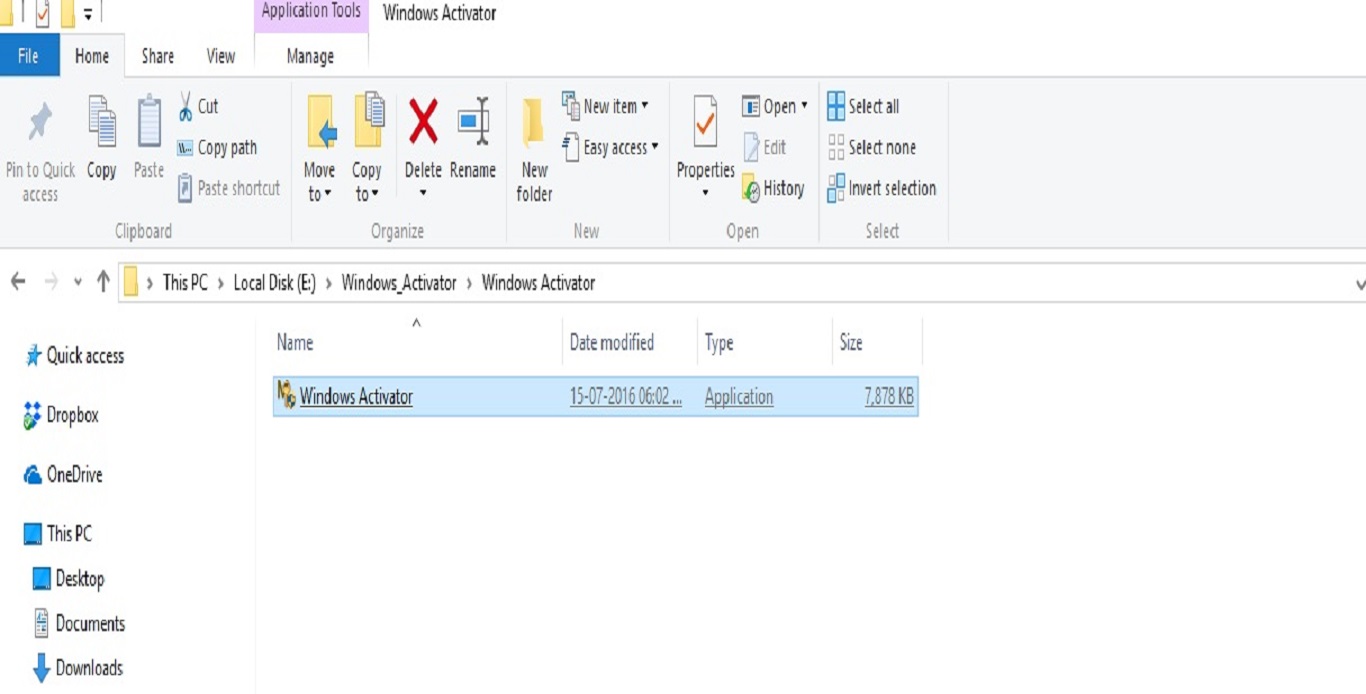 Application Tools Windows Activator
File Home Share View Manage
Pin to Quick access
Copy
Paste
Cut
Copy path
Paste shortcut
Clipboard
Move to
Copy to
Delete
Rename
Organize
New folder
New item
Easy access
New
Properties
Open
Edit
History
Open
Select all
Select none
Invert selection
Select
This PC › Local Disk (E:) › Windows_Activator › Windows Activator
Name Date modified Type Size
Windows Activator 15-07-2016 06:02 ... Application 7,878 KB
Quick access
Dropbox
OneDrive
This PC
Desktop
Documents
Downloads